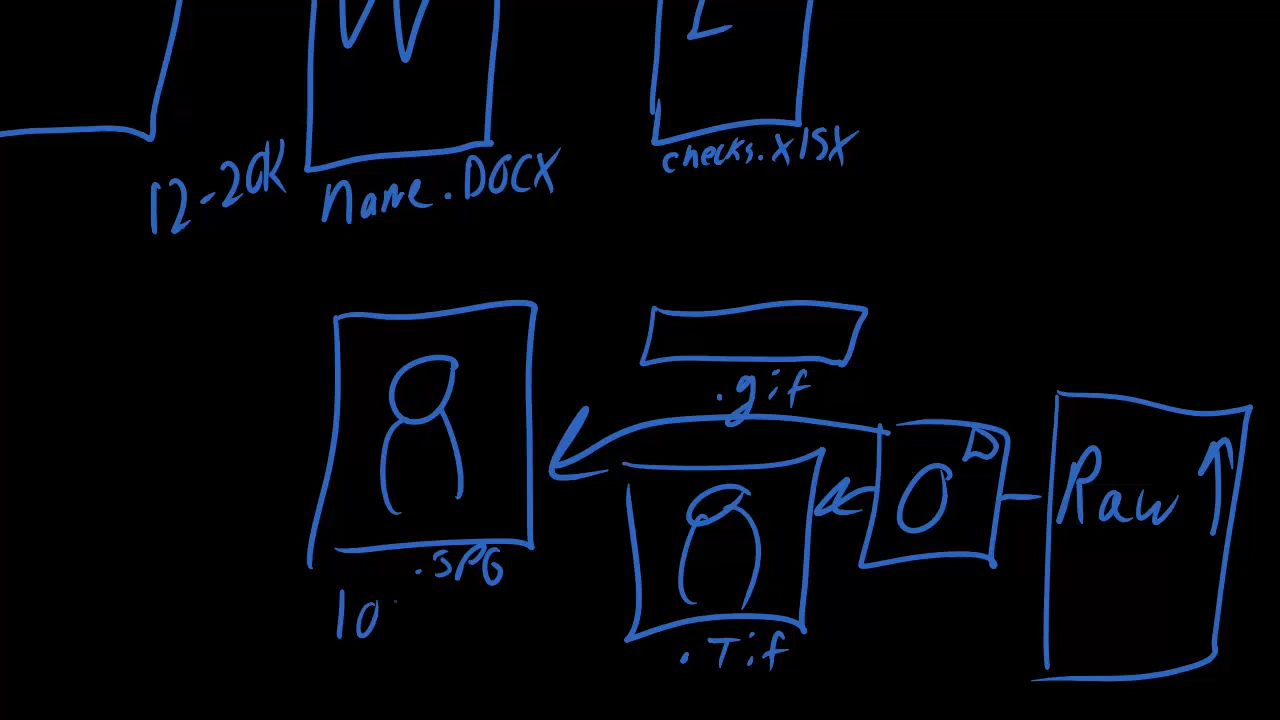 W
L
12-20K
name.DOCX
checks.XlSX
.gif
D
O
Raw
.JPG
10
.Tif